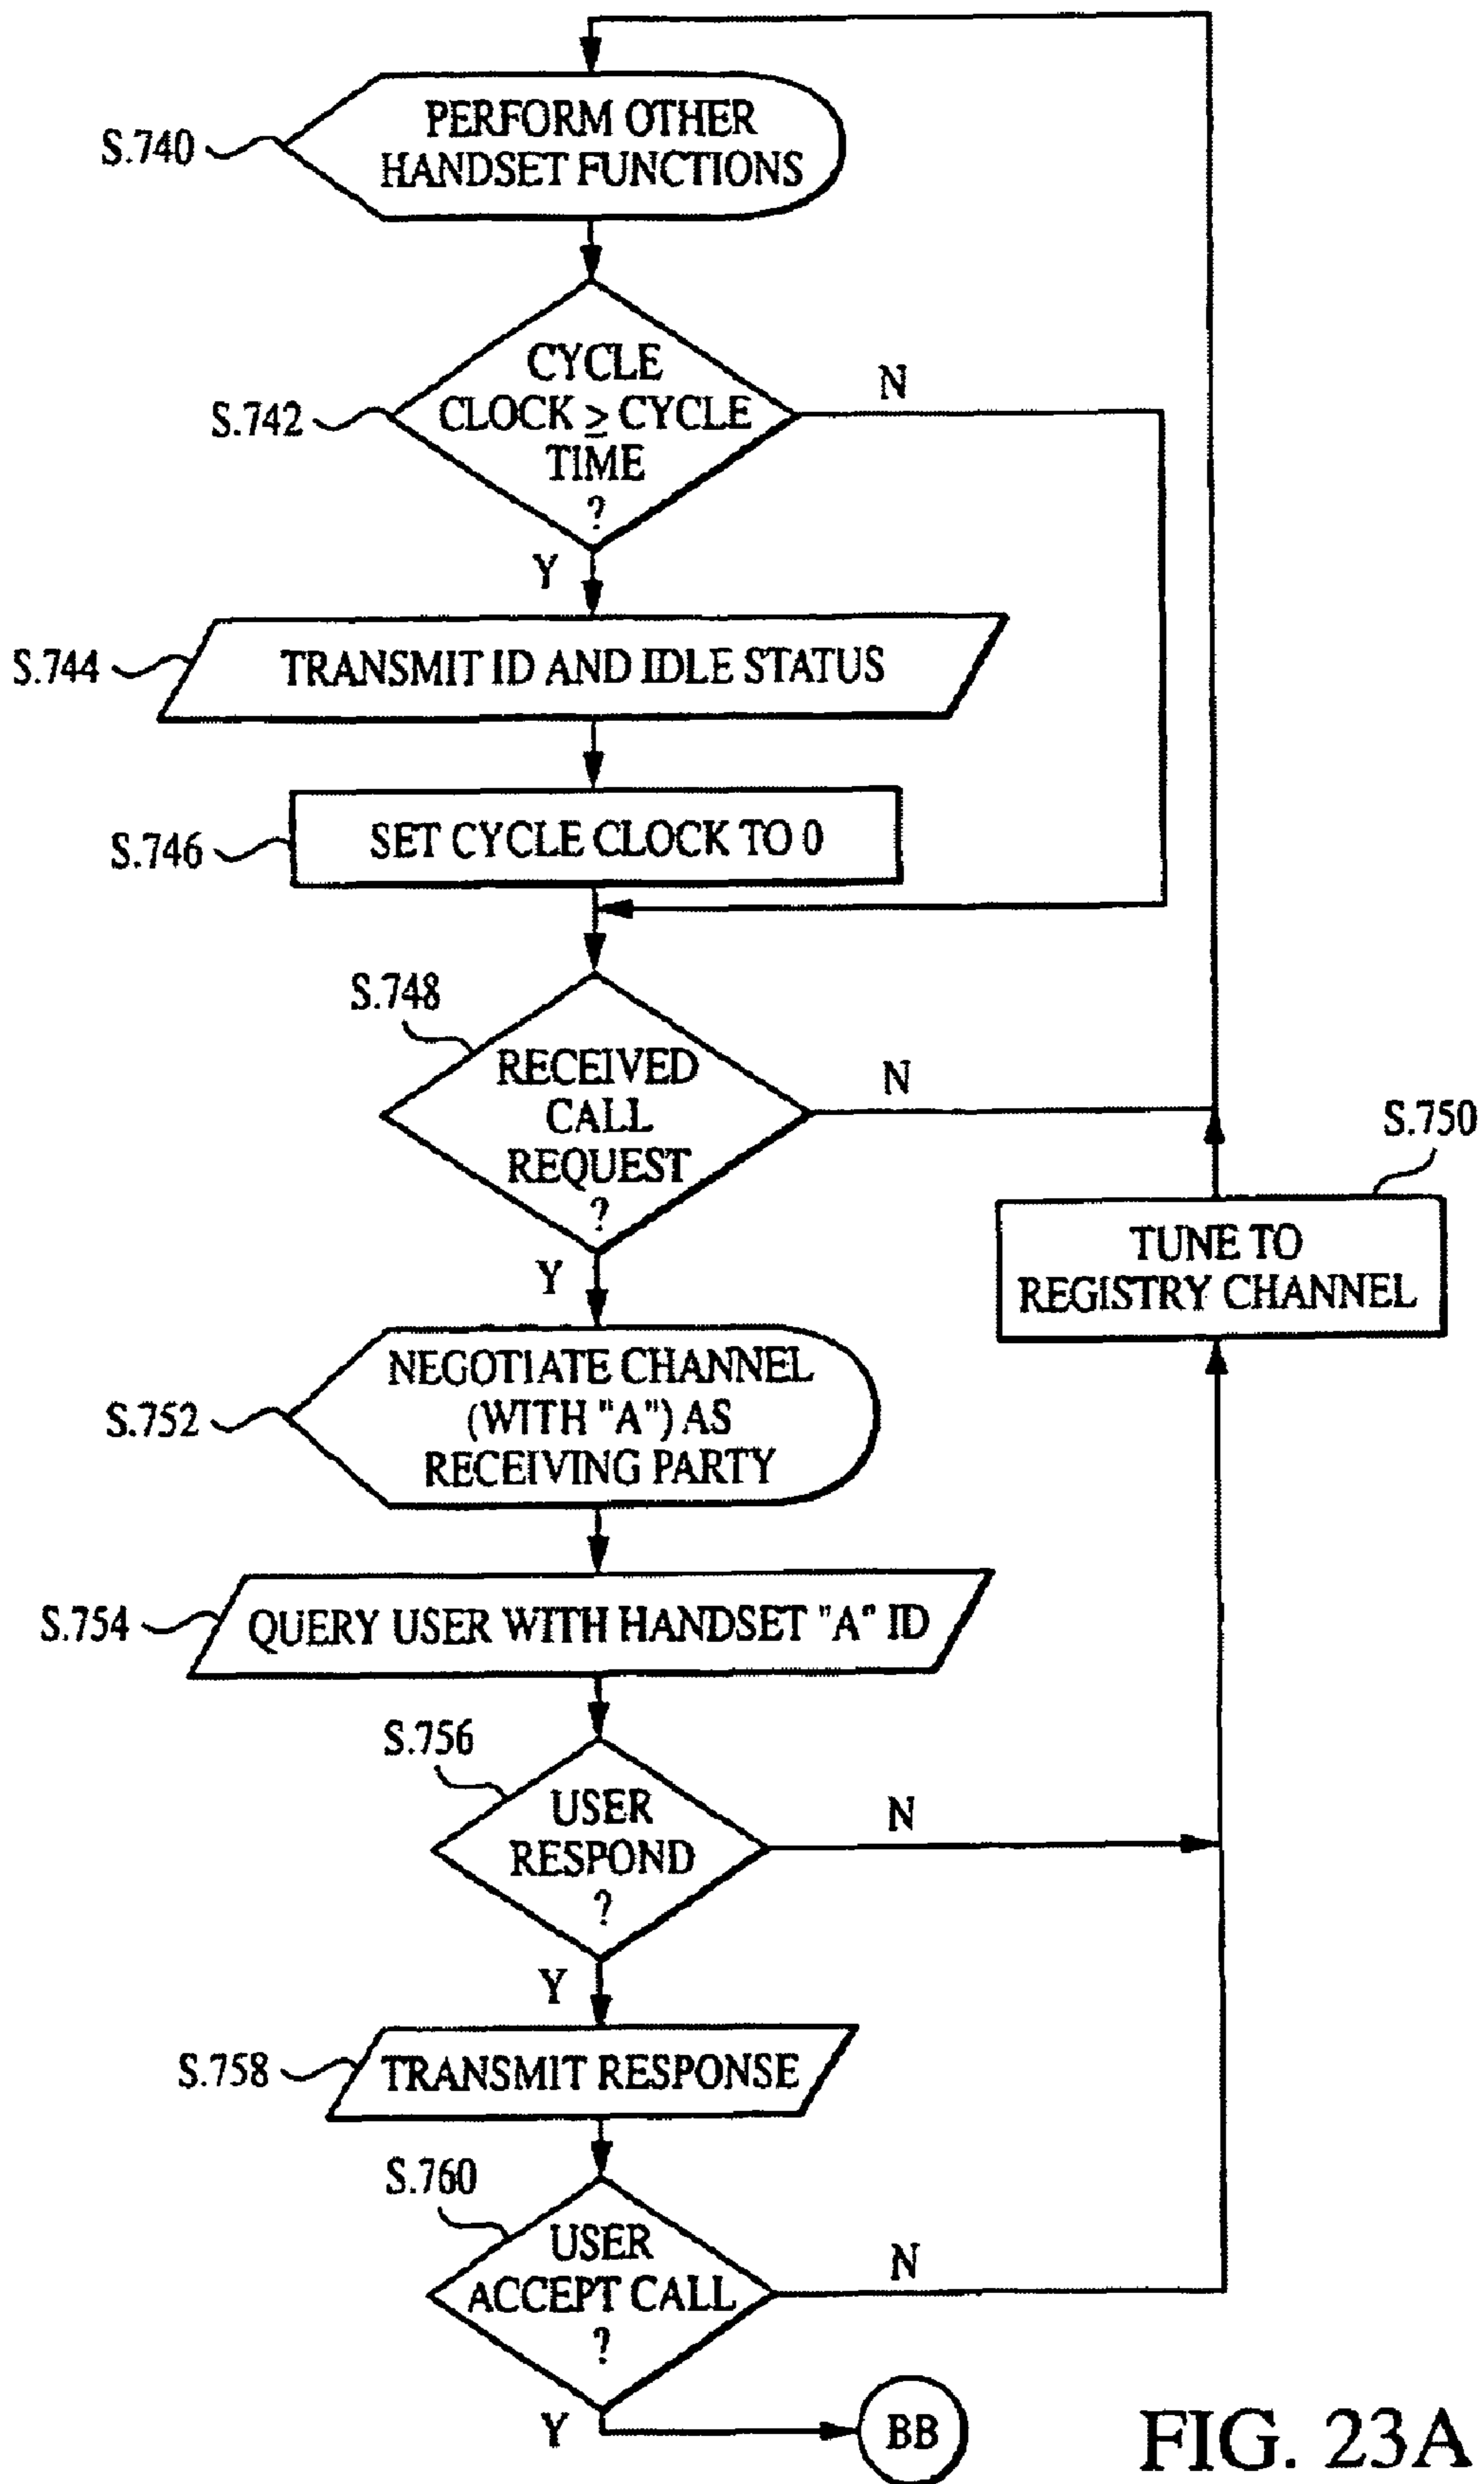 PERFORM OTHER
HANDSET FUNCTIONS
S.740
CYCLE
CLOCK ≥ CYCLE
TIME
?
S.742
N
Y
S.744
TRANSMIT ID AND IDLE STATUS
S.746
SET CYCLE CLOCK TO 0
S.748
RECEIVED
CALL
REQUEST
?
N
Y
S.750
TUNE TO
REGISTRY CHANNEL
S.752
NEGOTIATE CHANNEL
(WITH "A") AS
RECEIVING PARTY
S.754
QUERY USER WITH HANDSET "A" ID
S.756
USER
RESPOND
?
N
Y
S.758
TRANSMIT RESPONSE
S.760
USER
ACCEPT CALL
?
N
Y
BB
FIG. 23A